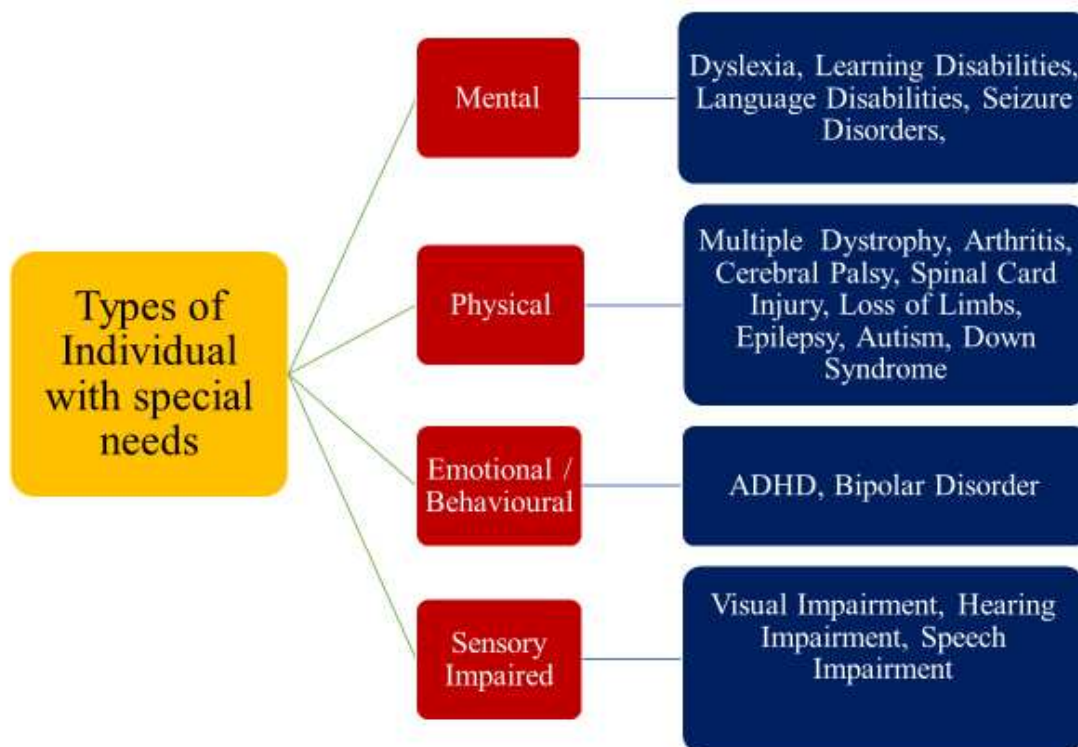 Types of
Individual
with special
needs
Mental
Dyslexia, Learning Disabilities,
Language Disabilities, Seizure
Disorders,
Physical
Multiple Dystrophy, Arthritis,
Cerebral Palsy, Spinal Card
Injury, Loss of Limbs,
Epilepsy, Autism, Down
Syndrome
Emotional /
Behavioural
ADHD, Bipolar Disorder
Sensory
Impaired
Visual Impairment, Hearing
Impairment, Speech
Impairment